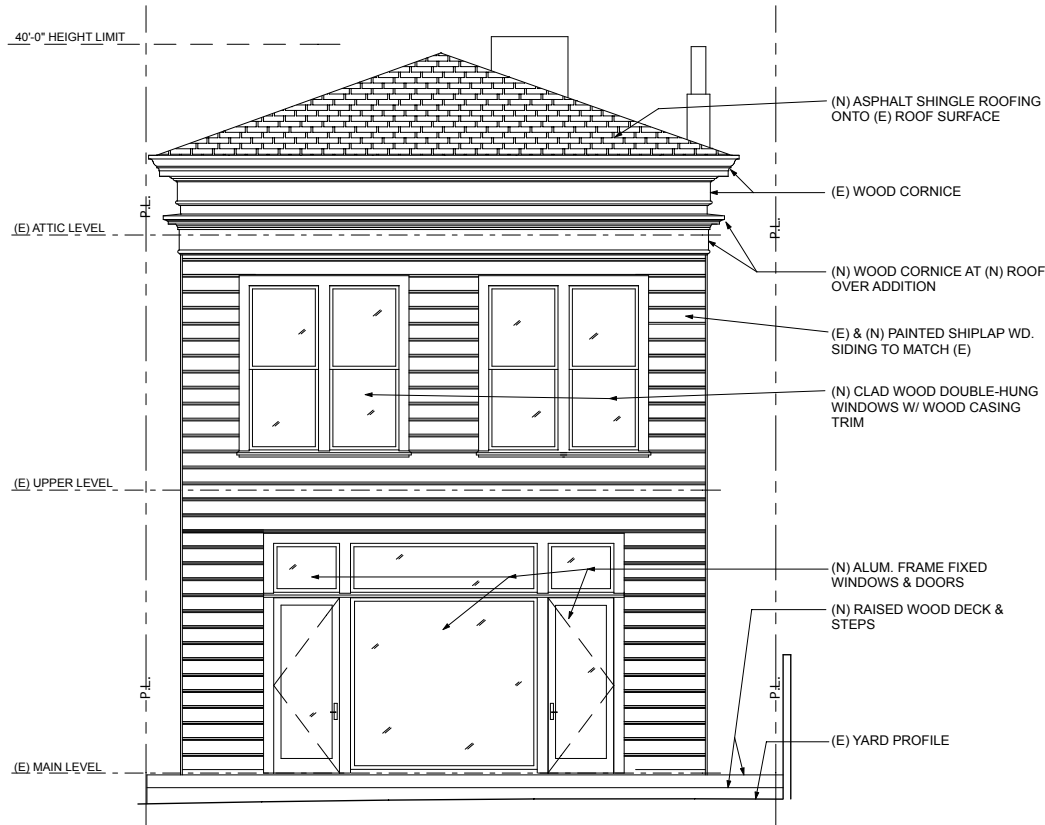 40'-0" HEIGHT LIMIT
(N) ASPHALT SHINGLE ROOFING
ONTO (E) ROOF SURFACE
(E) WOOD CORNICE
P.L.
P.L.
(E) ATTIC LEVEL
(N) WOOD CORNICE AT (N) ROOF
OVER ADDITION
(E) & (N) PAINTED SHIPLAP WD.
SIDING TO MATCH (E)
(N) CLAD WOOD DOUBLE-HUNG
WINDOWS W/ WOOD CASING
TRIM
(E) UPPER LEVEL
(N) ALUM. FRAME FIXED
WINDOWS & DOORS
(N) RAISED WOOD DECK &
STEPS
P.L.
P.L.
(E) YARD PROFILE
(E) MAIN LEVEL